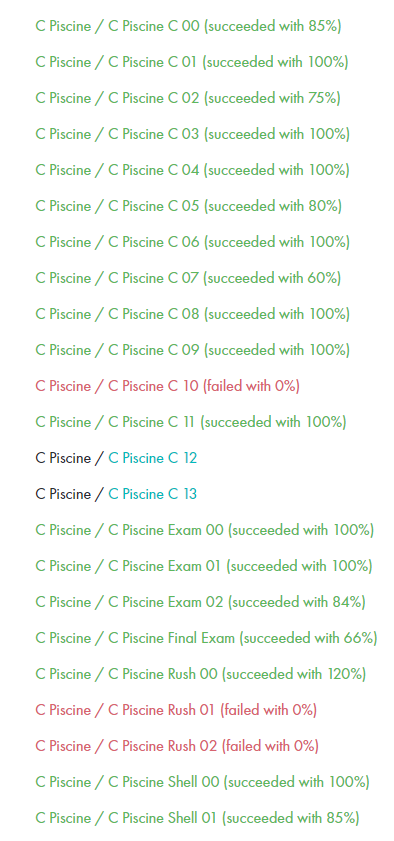 C Piscine / C Piscine C 00 (succeeded with 85%)
C Piscine / C Piscine C 01 (succeeded with 100%)
C Piscine / C Piscine C 02 (succeeded with 75%)
C Piscine / C Piscine C 03 (succeeded with 100%)
C Piscine / C Piscine C 04 (succeeded with 100%)
C Piscine / C Piscine C 05 (succeeded with 80%)
C Piscine / C Piscine C 06 (succeeded with 100%)
C Piscine / C Piscine C 07 (succeeded with 60%)
C Piscine / C Piscine C 08 (succeeded with 100%)
C Piscine / C Piscine C 09 (succeeded with 100%)
C Piscine / C Piscine C 10 (failed with 0%)
C Piscine / C Piscine C 11 (succeeded with 100%)
C Piscine / C Piscine C 12
C Piscine / C Piscine C 13
C Piscine / C Piscine Exam 00 (succeeded with 100%)
C Piscine / C Piscine Exam 01 (succeeded with 100%)
C Piscine / C Piscine Exam 02 (succeeded with 84%)
C Piscine / C Piscine Final Exam (succeeded with 66%)
C Piscine / C Piscine Rush 00 (succeeded with 120%)
C Piscine / C Piscine Rush 01 (failed with 0%)
C Piscine / C Piscine Rush 02 (failed with 0%)
C Piscine / C Piscine Shell 00 (succeeded with 100%)
C Piscine / C Piscine Shell 01 (succeeded with 85%)